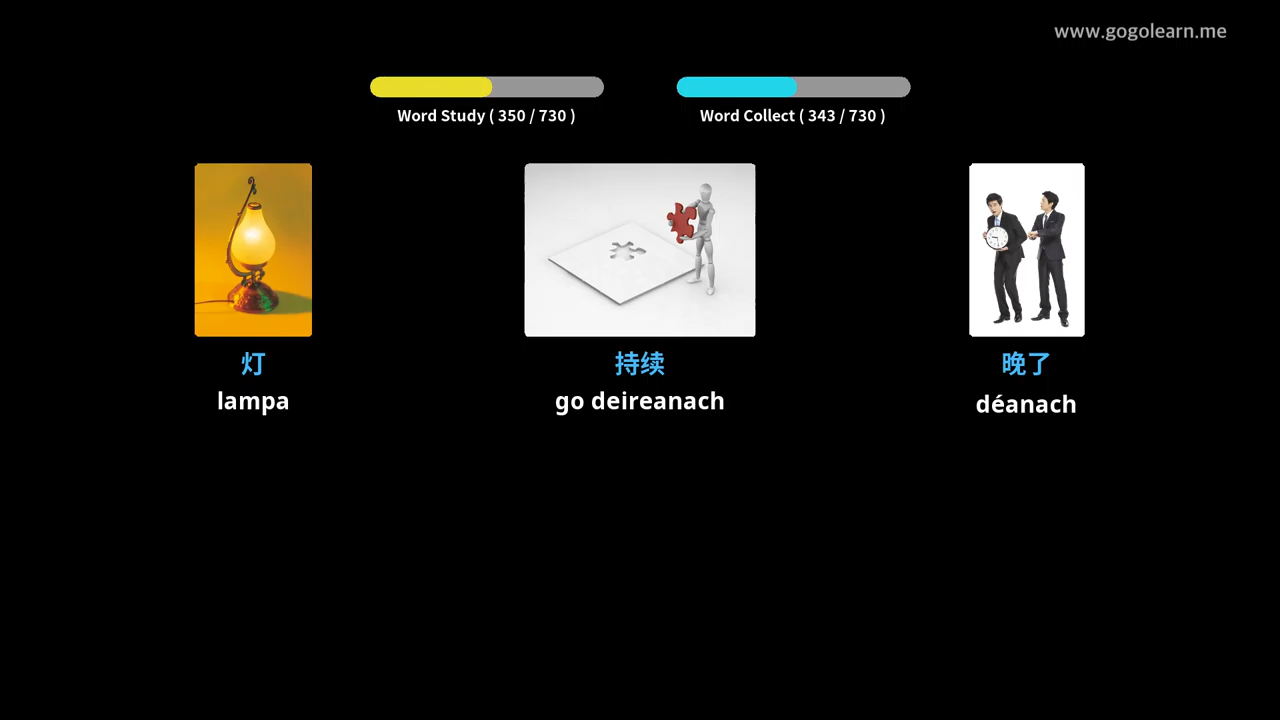 www.gogolearn.me
Word Study ( 350 / 730 )
Word Collect ( 343 / 730 )
灯
持续
晚了
lampa
go deireanach
déanach